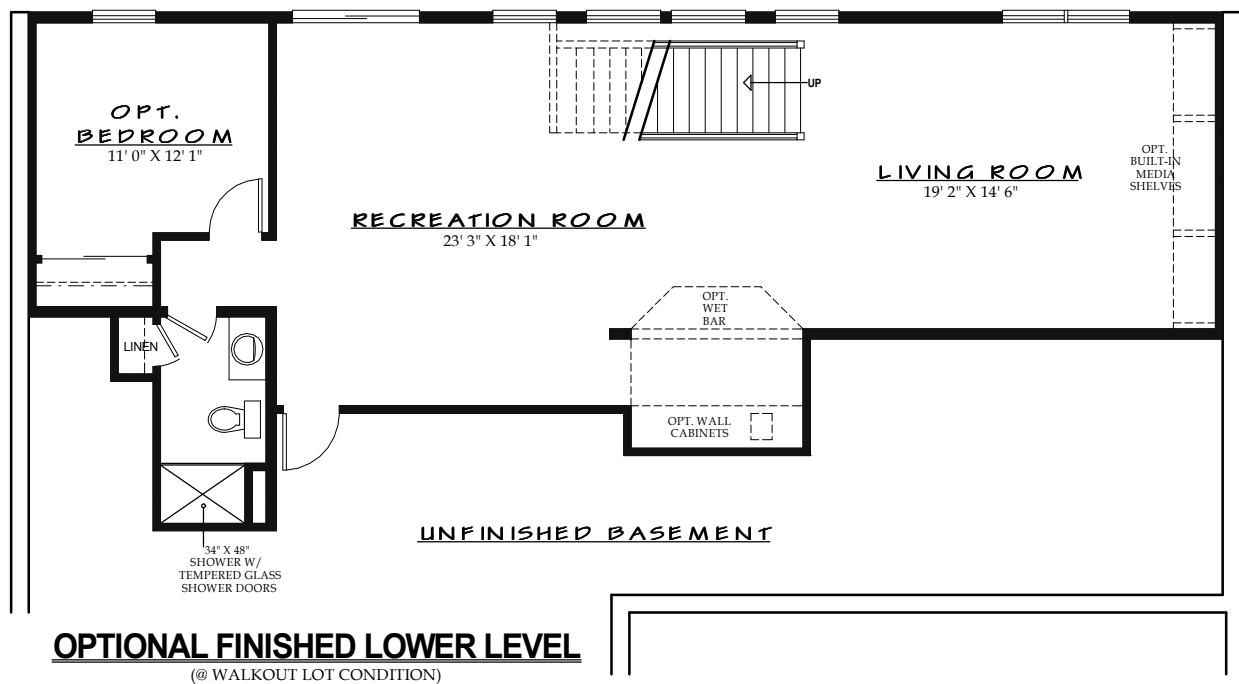 OPT.
BEDROOM
11' 0" X 12' 1"
UP
OPT.
BUILT-IN
MEDIA
SHELVES
LIVING ROOM
19' 2" X 14' 6"
RECREATION ROOM
23' 3" X 18' 1"
OPT.
WET
BAR
LINEN
OPT. WALL
CABINETS
UNFINISHED BASEMENT
34" X 48"
SHOWER W/
TEMPERED GLASS
SHOWER DOORS
OPTIONAL FINISHED LOWER LEVEL
(@ WALKOUT LOT CONDITION)